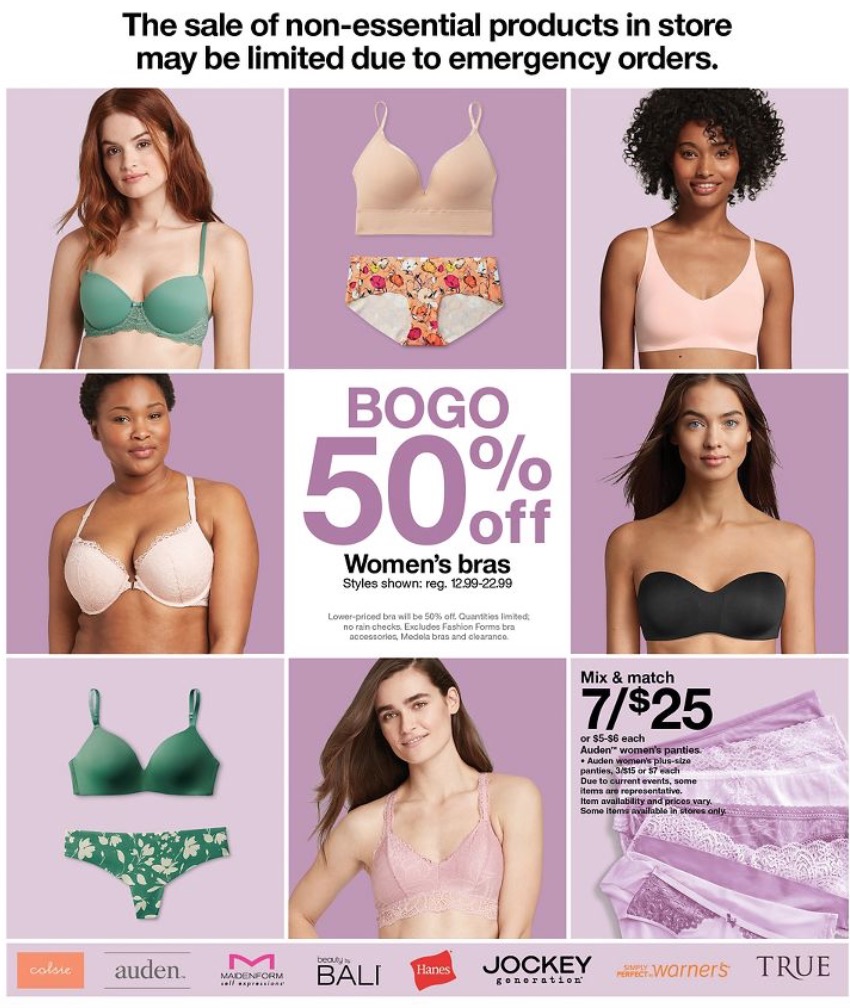 The sale of non-essential products in store
may be limited due to emergency orders.
BOGO
50% off
Women's bras
Styles shown: reg. 12.99-22.99
Lower-priced bra will be 50% off. Quantities limited;
no rain checks. Excludes Fashion Forms bra
accessories, Medela bras and clearance.
Mix & match
7/$25
or $5-$6 each
Auden™ women's panties.
• Auden women's plus-size
panties, 3/$15 or $7 each
Due to current events, some
items are representative.
Item availability and prices vary.
Some items available in stores only.
colsie
auden.
MAIDENFORM
self expressions
beauty by
BALI
Hanes
JOCKEY
generation
SIMPLY
PERFECT by warner's
TRUE